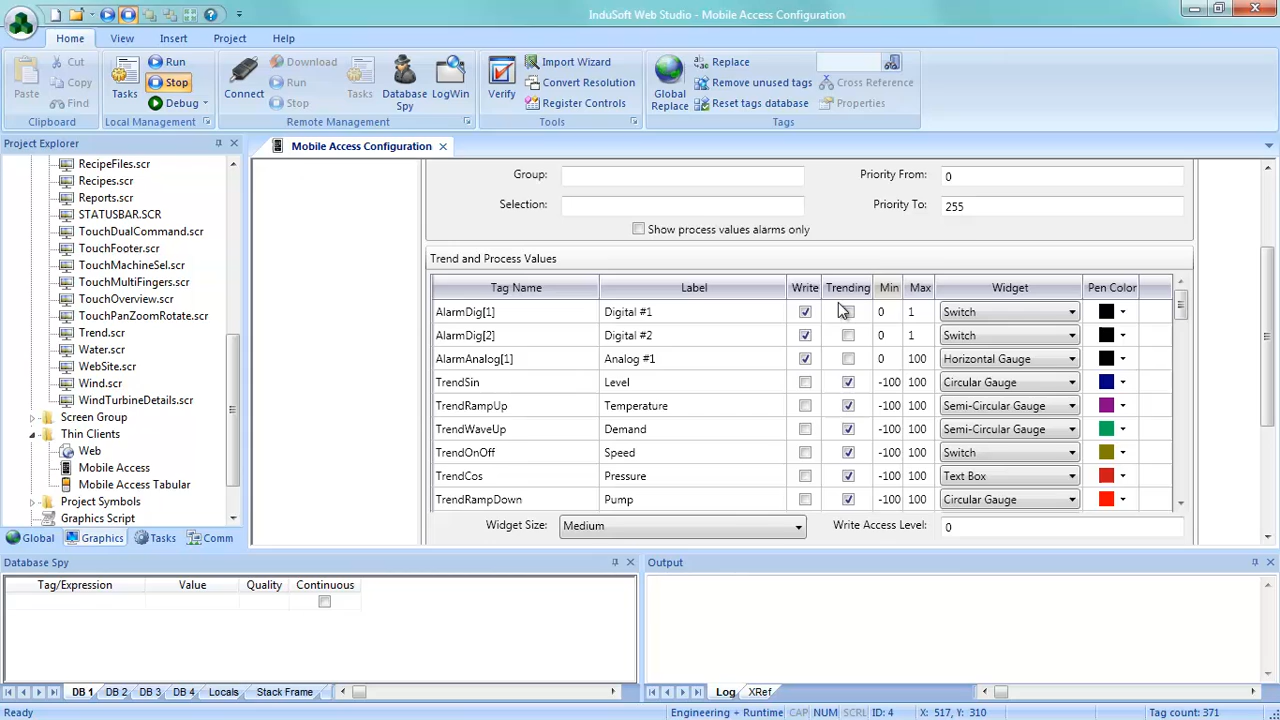 InduSoft Web Studio - Mobile Access Configuration
Home View Insert Project Help
Paste
Cut
Copy
Find
Clipboard
Tasks
Run
Stop
Debug
Local Management
Connect
Download
Run
Stop
Tasks
Database Spy
LogWin
Remote Management
Verify
Import Wizard
Convert Resolution
Register Controls
Tools
Global Replace
Replace
Remove unused tags
Reset tags database
Cross Reference
Properties
Tags
Project Explorer
RecipeFiles.scr
Recipes.scr
Reports.scr
STATUSBAR.SCR
TouchDualCommand.scr
TouchFooter.scr
TouchMachineSel.scr
TouchMultiFingers.scr
TouchOverview.scr
TouchPanZoomRotate.scr
Trend.scr
Water.scr
WebSite.scr
Wind.scr
WindTurbineDetails.scr
Screen Group
Thin Clients
Web
Mobile Access
Mobile Access Tabular
Project Symbols
Graphics Script
Global Graphics Tasks Comm
Mobile Access Configuration
Group: Priority From: 0
Selection: Priority To: 255
Show process values alarms only
Trend and Process Values
Tag Name Label Write Trending Min Max Widget Pen Color
AlarmDig[1] Digital #1 0 1 Switch
AlarmDig[2] Digital #2 0 1 Switch
AlarmAnalog[1] Analog #1 0 100 Horizontal Gauge
TrendSin Level -100 100 Circular Gauge
TrendRampUp Temperature -100 100 Semi-Circular Gauge
TrendWaveUp Demand -100 100 Semi-Circular Gauge
TrendOnOff Speed -100 100 Switch
TrendCos Pressure -100 100 Text Box
TrendRampDown Pump -100 100 Circular Gauge
Widget Size: Medium Write Access Level: 0
Database Spy
Tag/Expression Value Quality Continuous
DB 1 DB 2 DB 3 DB 4 Locals Stack Frame
Output
Log XRef
Ready
Engineering + Runtime CAP NUM SCRL ID: 4 X: 517, Y: 310 Tag count: 371